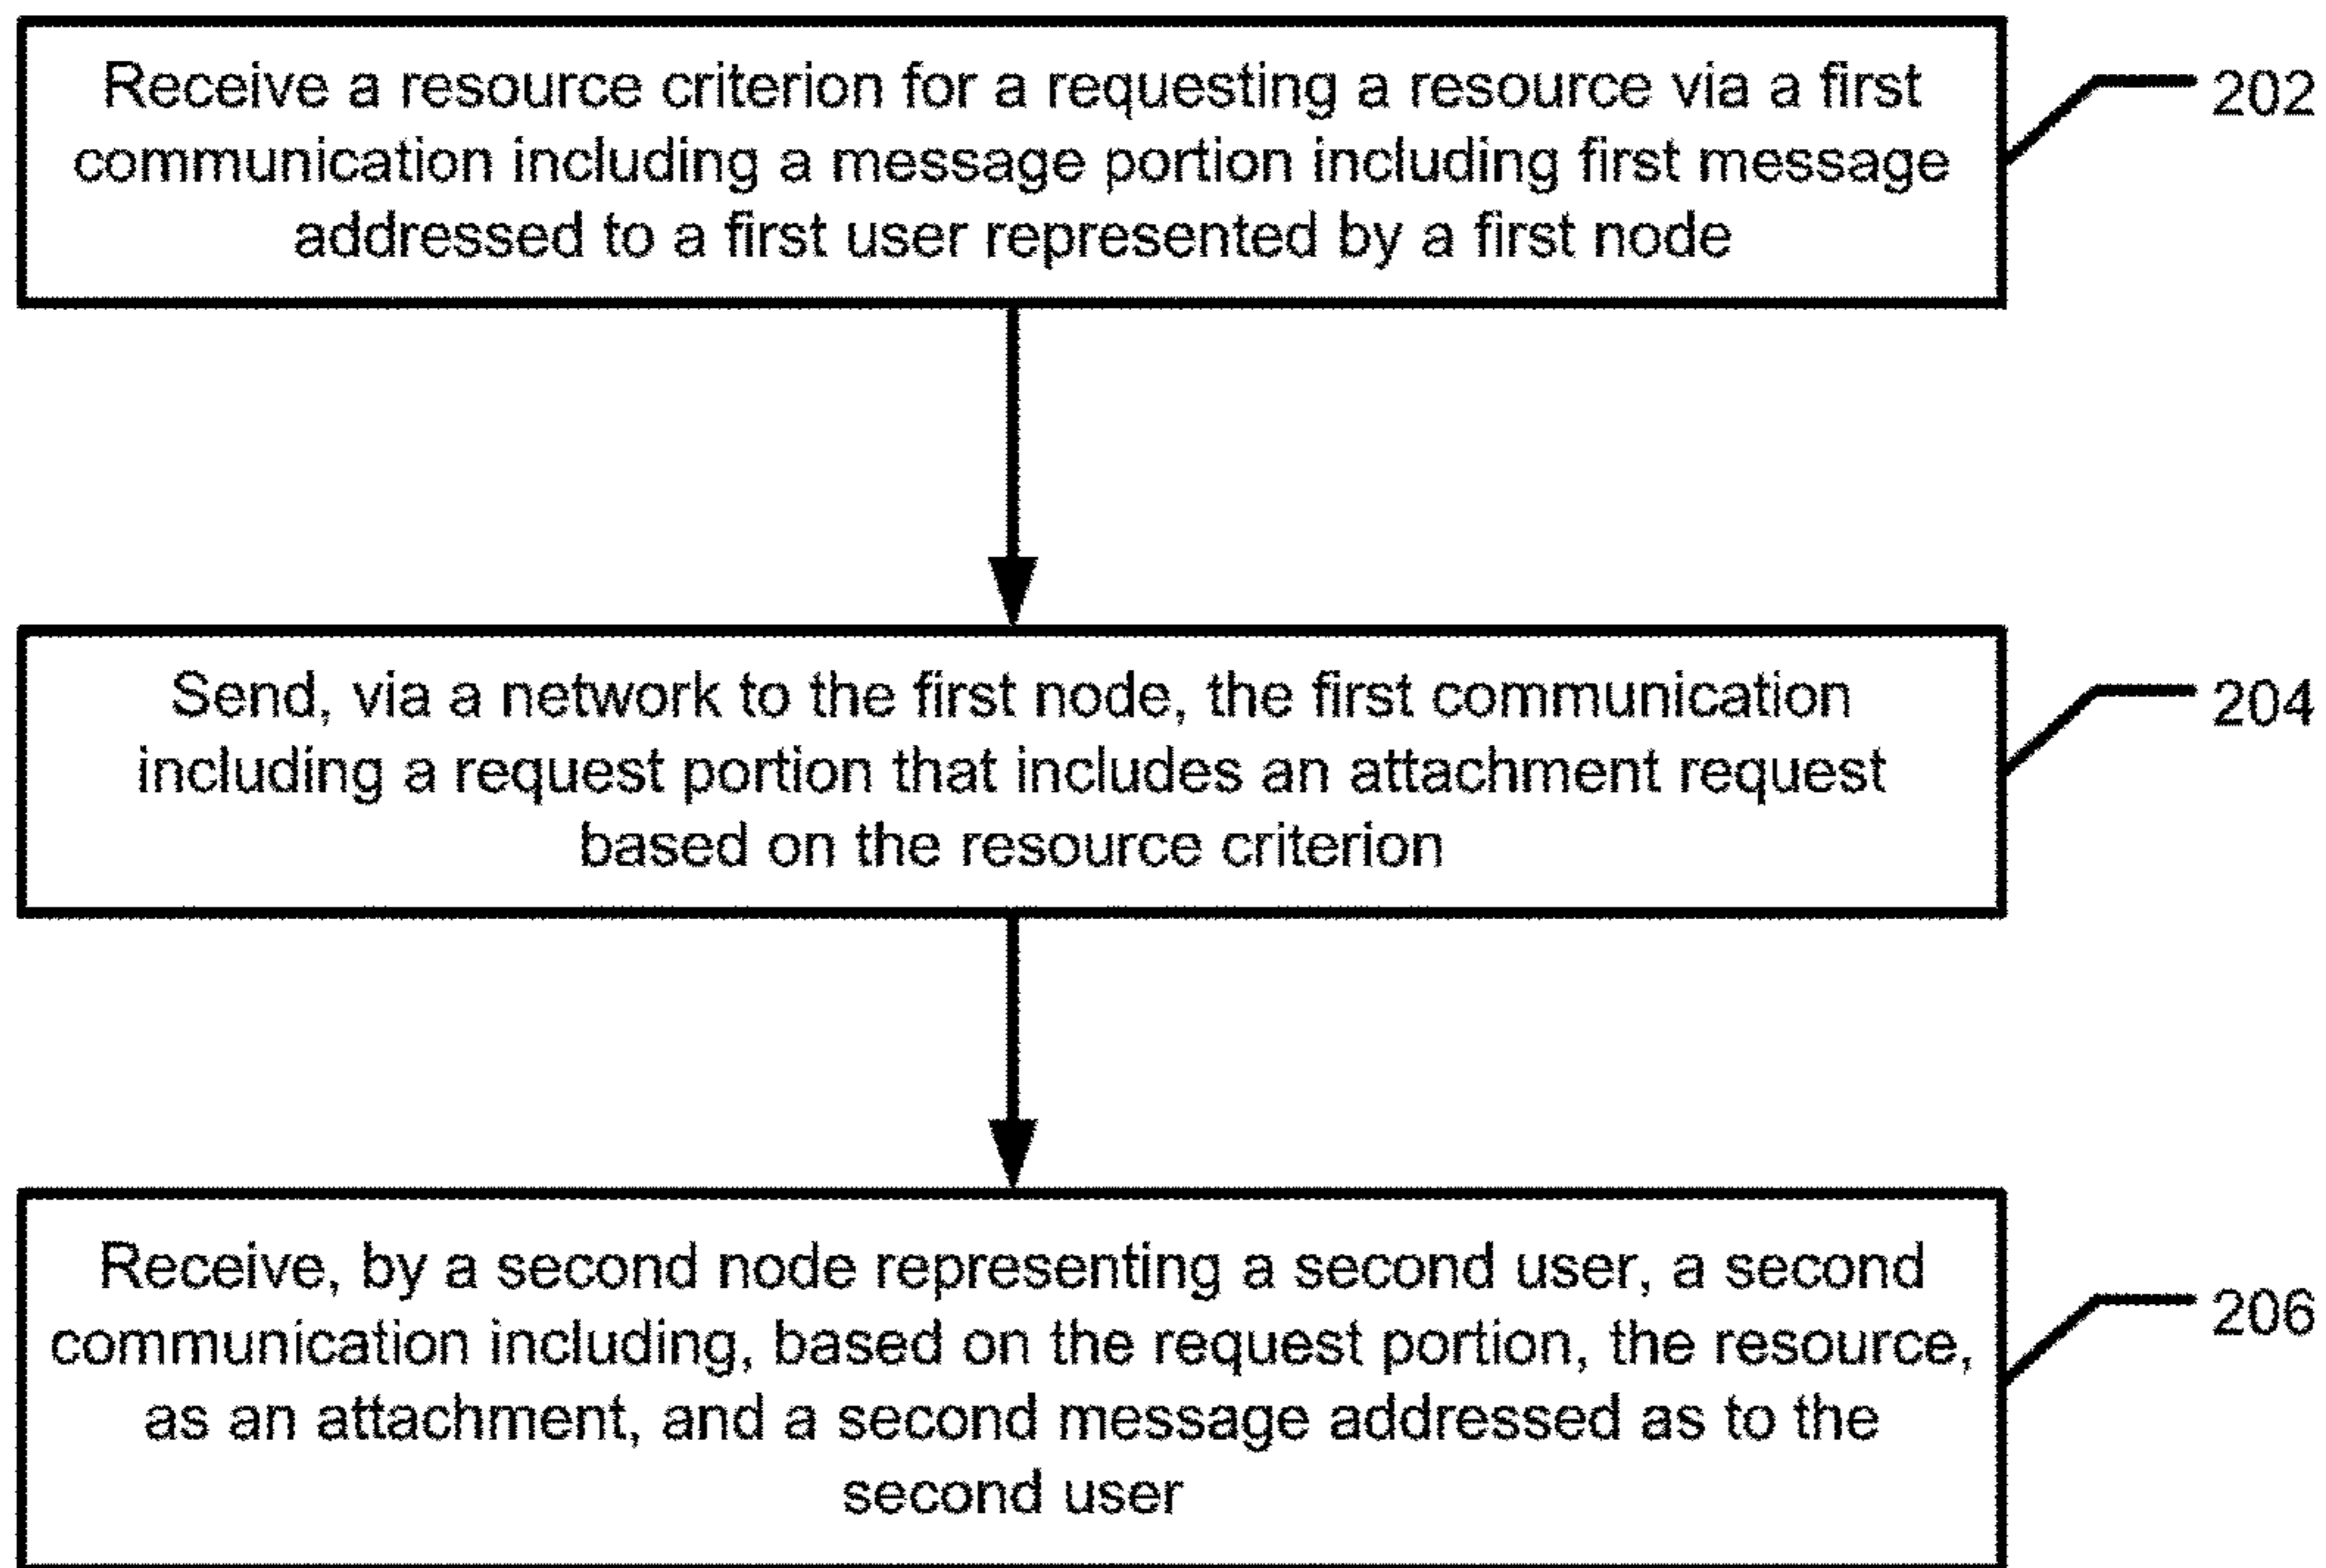 Receive a resource criterion for a requesting a resource via a first
communication including a message portion including first message
addressed to a first user represented by a first node
202
Send, via a network to the first node, the first communication
including a request portion that includes an attachment request
based on the resource criterion
204
Receive, by a second node representing a second user, a second
communication including, based on the request portion, the resource,
as an attachment, and a second message addressed as to the
second user
206